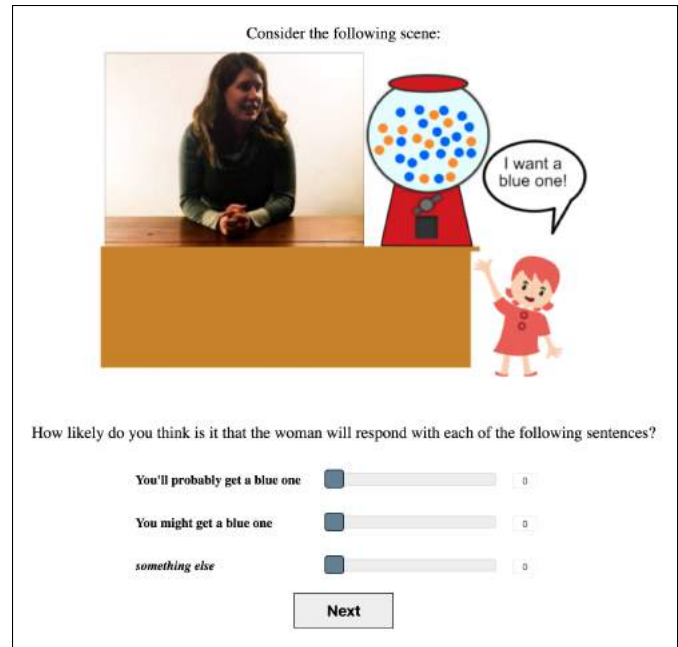 Consider the following scene:
I want a
blue one!
How likely do you think is it that the woman will respond with each of the following sentences?
You'll probably get a blue one
0
You might get a blue one
0
something else
0
Next